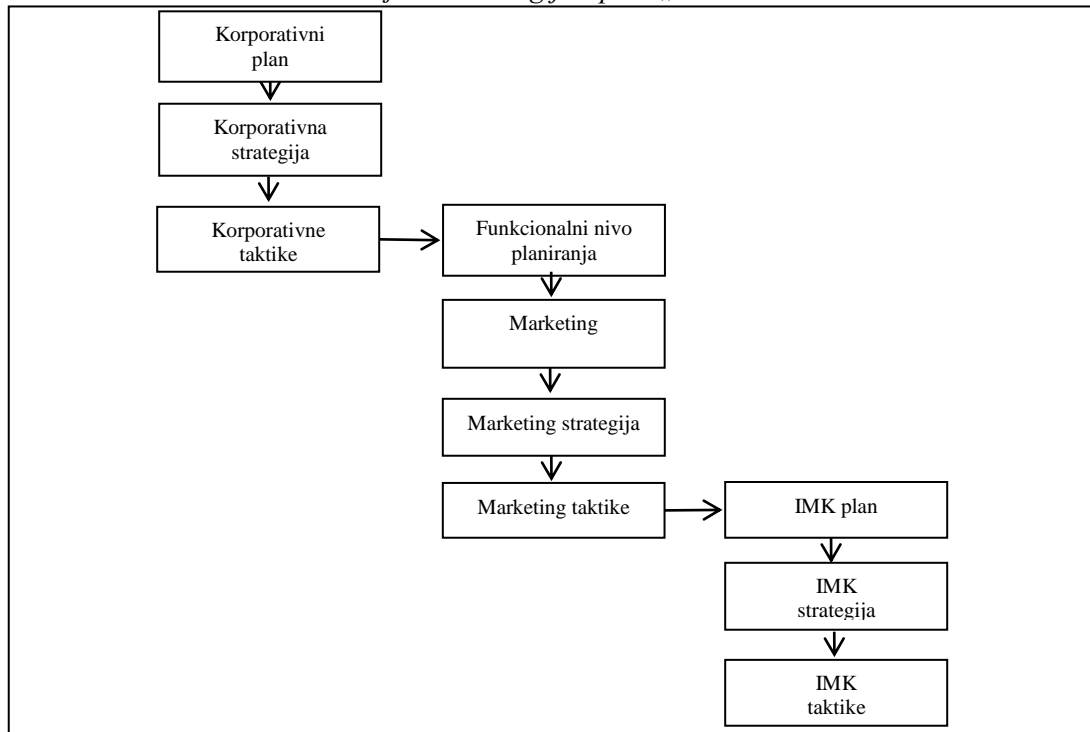 Korporativni
plan
Korporativna
strategija
Korporativne
taktike
Funkcionalni nivo
planiranja
Marketing
Marketing strategija
Marketing taktike
IMK plan
IMK
strategija
IMK
taktike